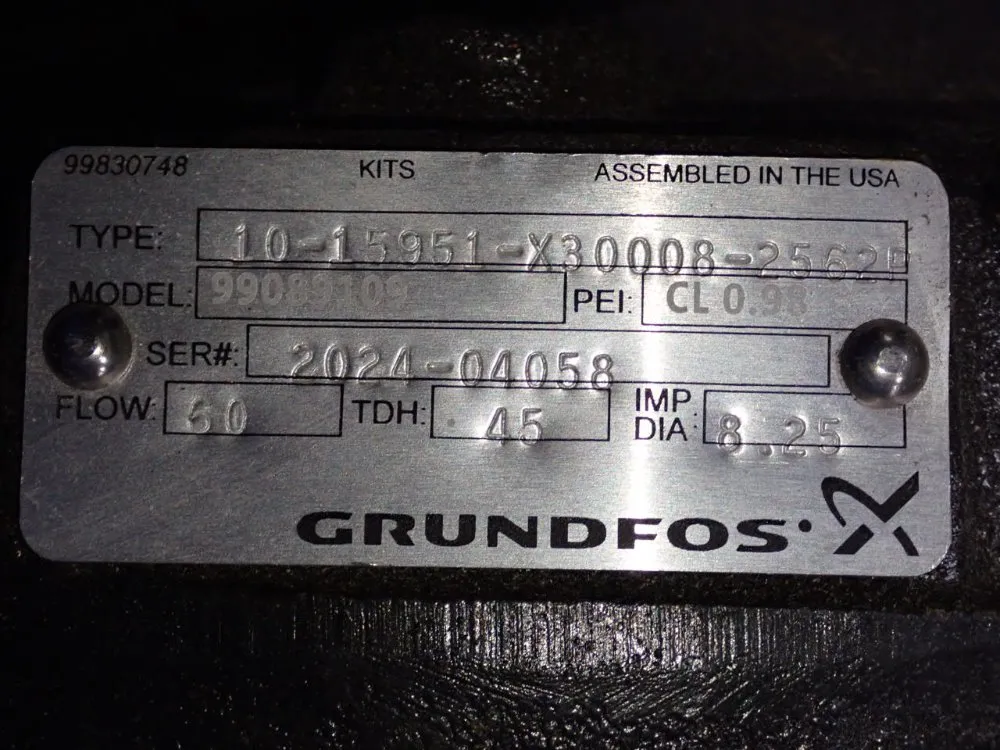 99830748 KITS ASSEMBLED IN THE USA
TYPE: 10-15951-X30008-2562P
MODEL: PEI: CL 0.98
SER#: 2024-04058
FLOW: 60 TDH: 45 IMP DIA 8.25
GRUNDFOS